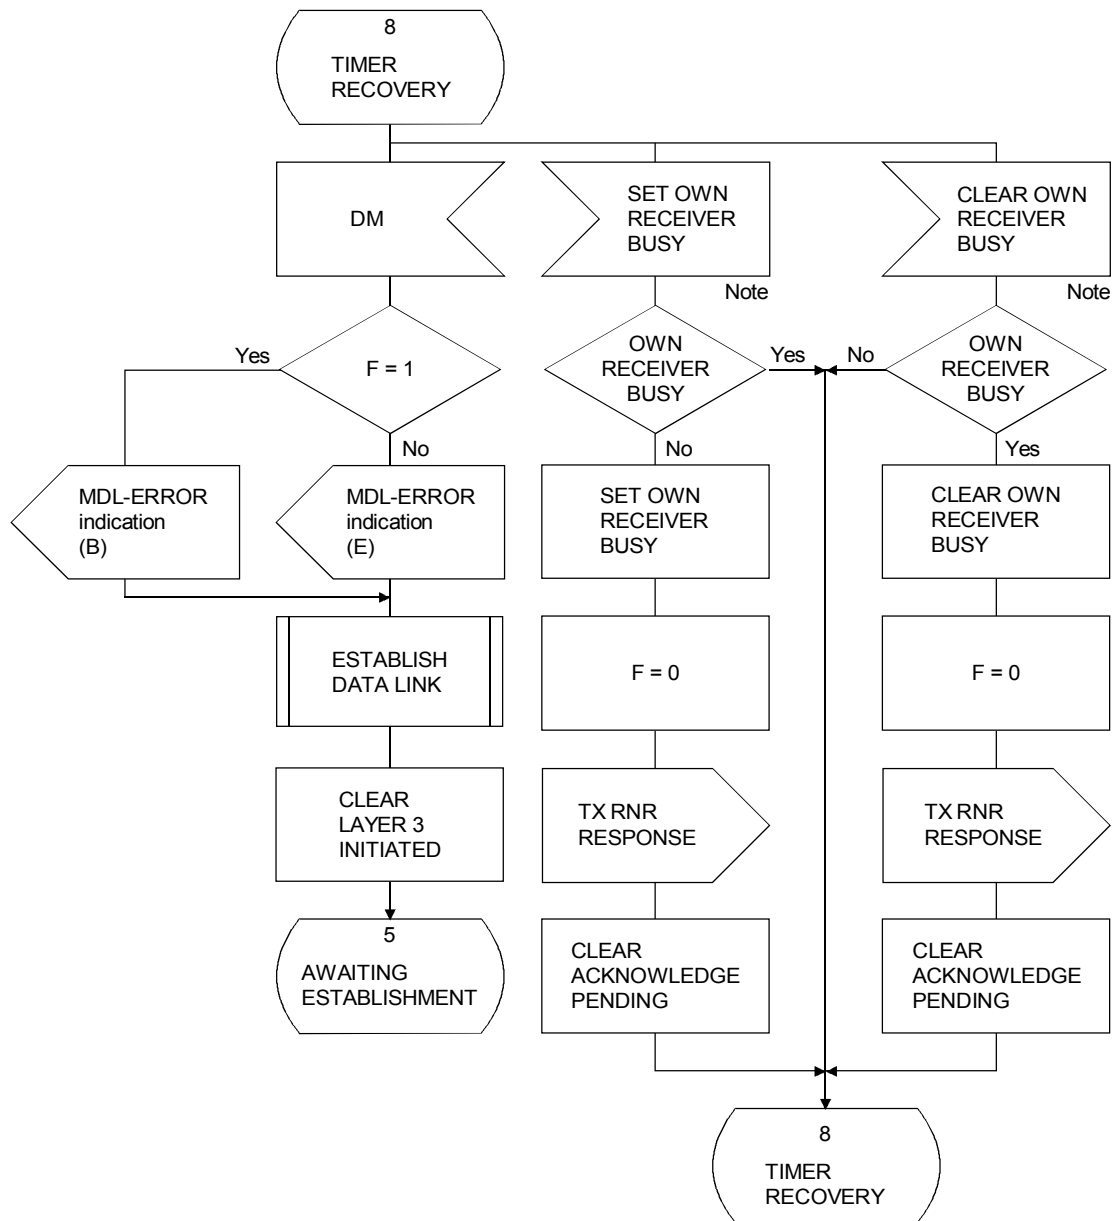 8
TIMER
RECOVERY
DM
SET OWN
RECEIVER
BUSY
CLEAR OWN
RECEIVER
BUSY
Note
Note
Yes
F = 1
No
OWN
RECEIVER
BUSY
Yes
No
No
OWN
RECEIVER
BUSY
Yes
MDL-ERROR
indication
(B)
MDL-ERROR
indication
(E)
SET OWN
RECEIVER
BUSY
CLEAR OWN
RECEIVER
BUSY
ESTABLISH
DATA LINK
F = 0
F = 0
CLEAR
LAYER 3
INITIATED
TX RNR
RESPONSE
TX RNR
RESPONSE
5
AWAITING
ESTABLISHMENT
CLEAR
ACKNOWLEDGE
PENDING
CLEAR
ACKNOWLEDGE
PENDING
8
TIMER
RECOVERY